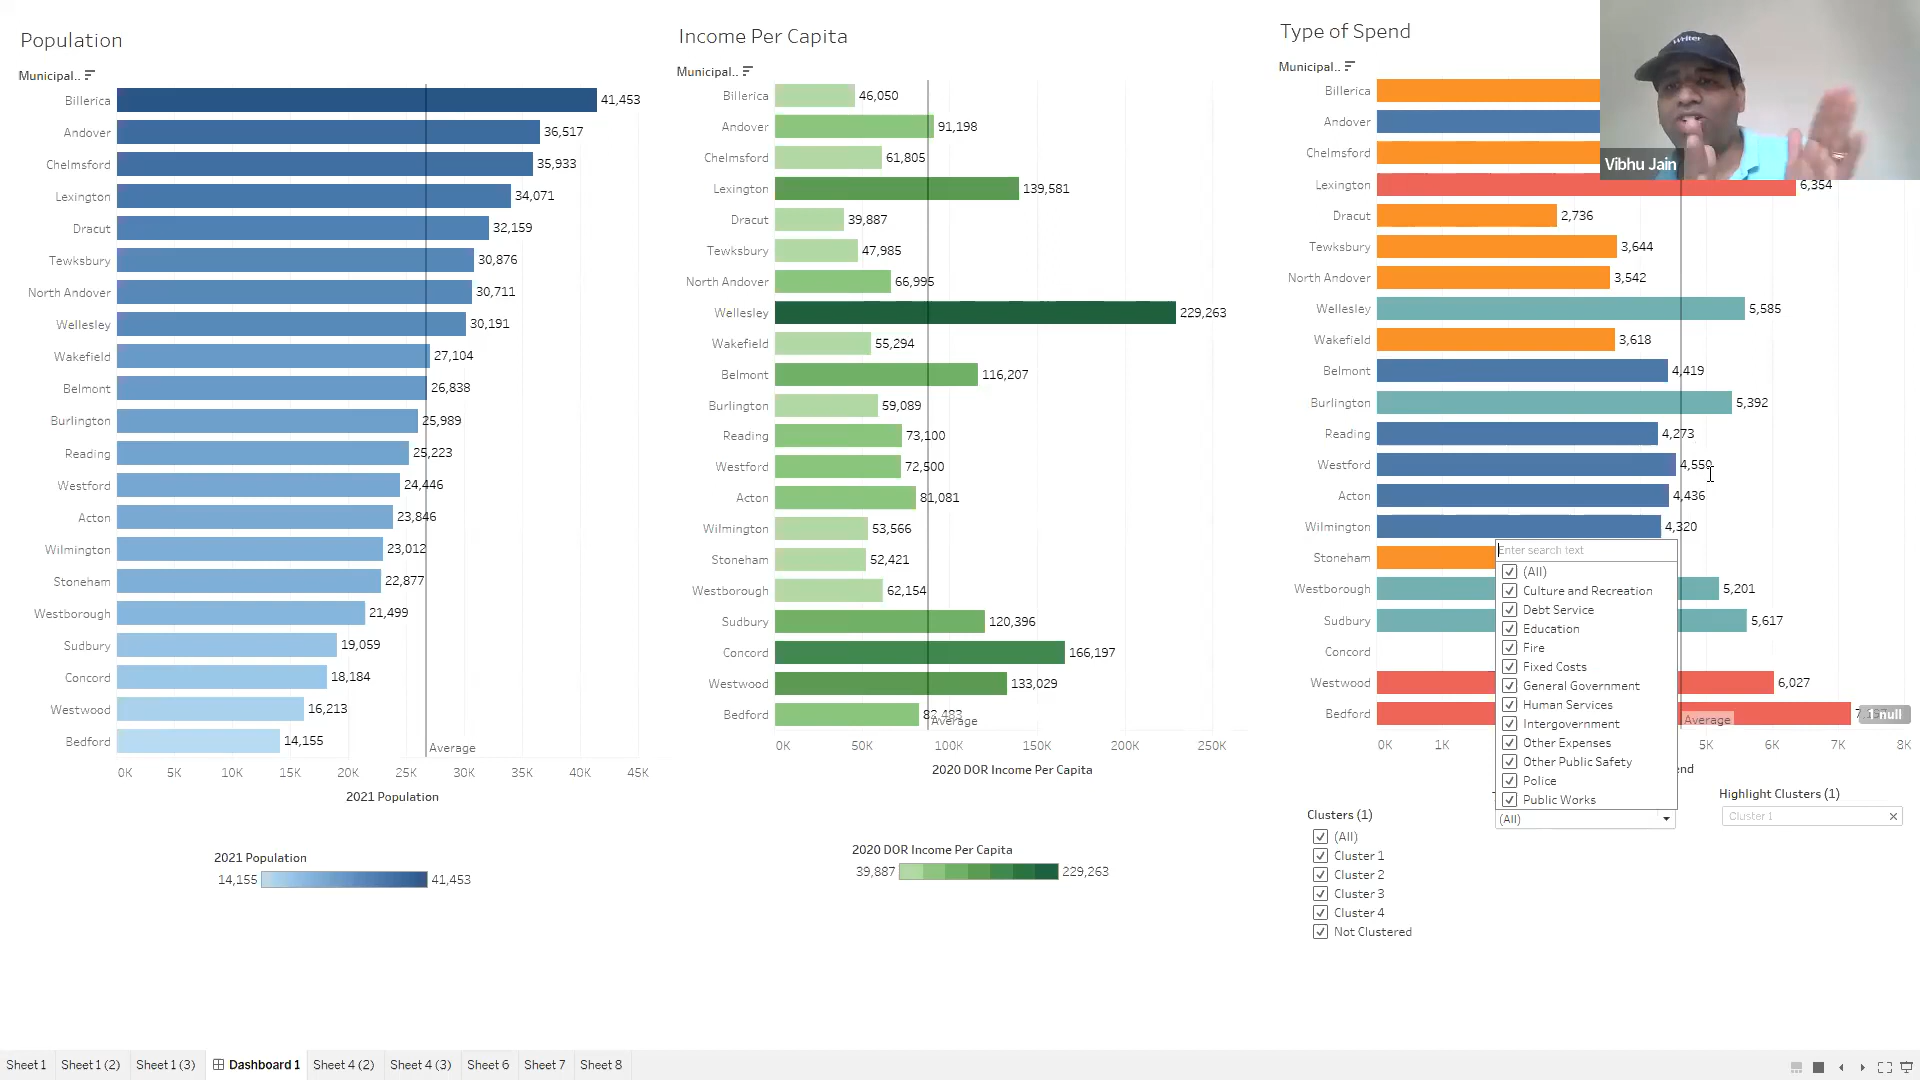 Population
Municipal..
Billerica 41,453
Andover 36,517
Chelmsford 35,933
Lexington 34,071
Dracut 32,159
Tewksbury 30,876
North Andover 30,711
Wellesley 30,191
Wakefield 27,104
Belmont 26,838
Burlington 25,989
Reading 25,223
Westford 24,446
Acton 23,846
Wilmington 23,012
Stoneham 22,877
Westborough 21,499
Sudbury 19,059
Concord 18,184
Westwood 16,213
Bedford 14,155
Average
0K 5K 10K 15K 20K 25K 30K 35K 40K 45K
2021 Population
2021 Population
14,155 41,453
Income Per Capita
Municipal..
Billerica 46,050
Andover 91,198
Chelmsford 61,805
Lexington 139,581
Dracut 39,887
Tewksbury 47,985
North Andover 66,995
Wellesley 229,263
Wakefield 55,294
Belmont 116,207
Burlington 59,089
Reading 73,100
Westford 72,500
Acton 81,081
Wilmington 53,566
Stoneham 52,421
Westborough 62,154
Sudbury 120,396
Concord 166,197
Westwood 133,029
Bedford 82,483
Average
0K 50K 100K 150K 200K 250K
2020 DOR Income Per Capita
2020 DOR Income Per Capita
39,887 229,263
Type of Spend
Municipal..
Billerica
Andover
Chelmsford
Lexington 6,354
Dracut 2,736
Tewksbury 3,644
North Andover 3,542
Wellesley 5,585
Wakefield 3,618
Belmont 4,419
Burlington 5,392
Reading 4,273
Westford 4,550
Acton 4,436
Wilmington 4,320
Stoneham
Westborough 5,201
Sudbury 5,617
Concord
Westwood 6,027
Bedford
Average
1 null
0K 1K 5K 6K 7K 8K
Enter search text
(All)
Culture and Recreation
Debt Service
Education
Fire
Fixed Costs
General Government
Human Services
Intergovernment
Other Expenses
Other Public Safety
Police
Public Works
(All)
Clusters (1)
(All)
Cluster 1
Cluster 2
Cluster 3
Cluster 4
Not Clustered
Highlight Clusters (1)
Cluster 1
Writer
Vibhu Jain
Sheet 1 Sheet 1 (2) Sheet 1 (3) Dashboard 1 Sheet 4 (2) Sheet 4 (3) Sheet 6 Sheet 7 Sheet 8